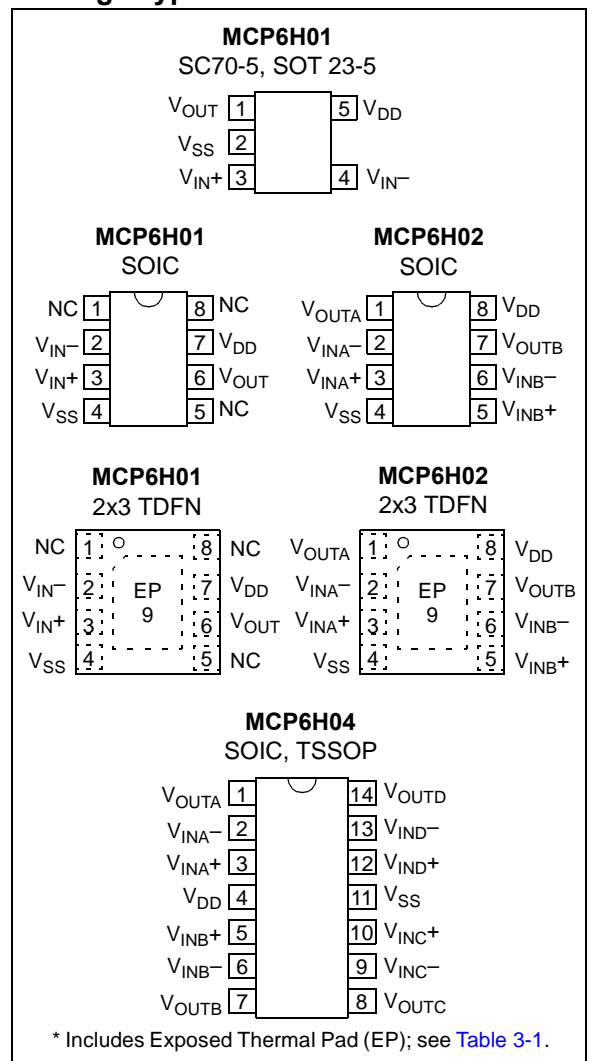 MCP6H01
SC70-5, SOT 23-5
VOUT 1 5 VDD
VSS 2
VIN+ 3 4 VIN–
MCP6H01 MCP6H02
SOIC SOIC
NC 1 8 NC VOUTA 1 8 VDD
VIN– 2 7 VDD VINA– 2 7 VOUTB
VIN+ 3 6 VOUT VINA+ 3 6 VINB–
VSS 4 5 NC VSS 4 5 VINB+
MCP6H01 MCP6H02
2x3 TDFN 2x3 TDFN
NC 1 8 NC VOUTA 1 8 VDD
VIN– 2 EP 7 VDD VINA– 2 EP 7 VOUTB
VIN+ 3 9 6 VOUT VINA+ 3 9 6 VINB–
VSS 4 5 NC VSS 4 5 VINB+
MCP6H04
SOIC, TSSOP
VOUTA 1 14 VOUTD
VINA– 2 13 VIND–
VINA+ 3 12 VIND+
VDD 4 11 VSS
VINB+ 5 10 VINC+
VINB– 6 9 VINC–
VOUTB 7 8 VOUTC
* Includes Exposed Thermal Pad (EP); see Table 3-1.